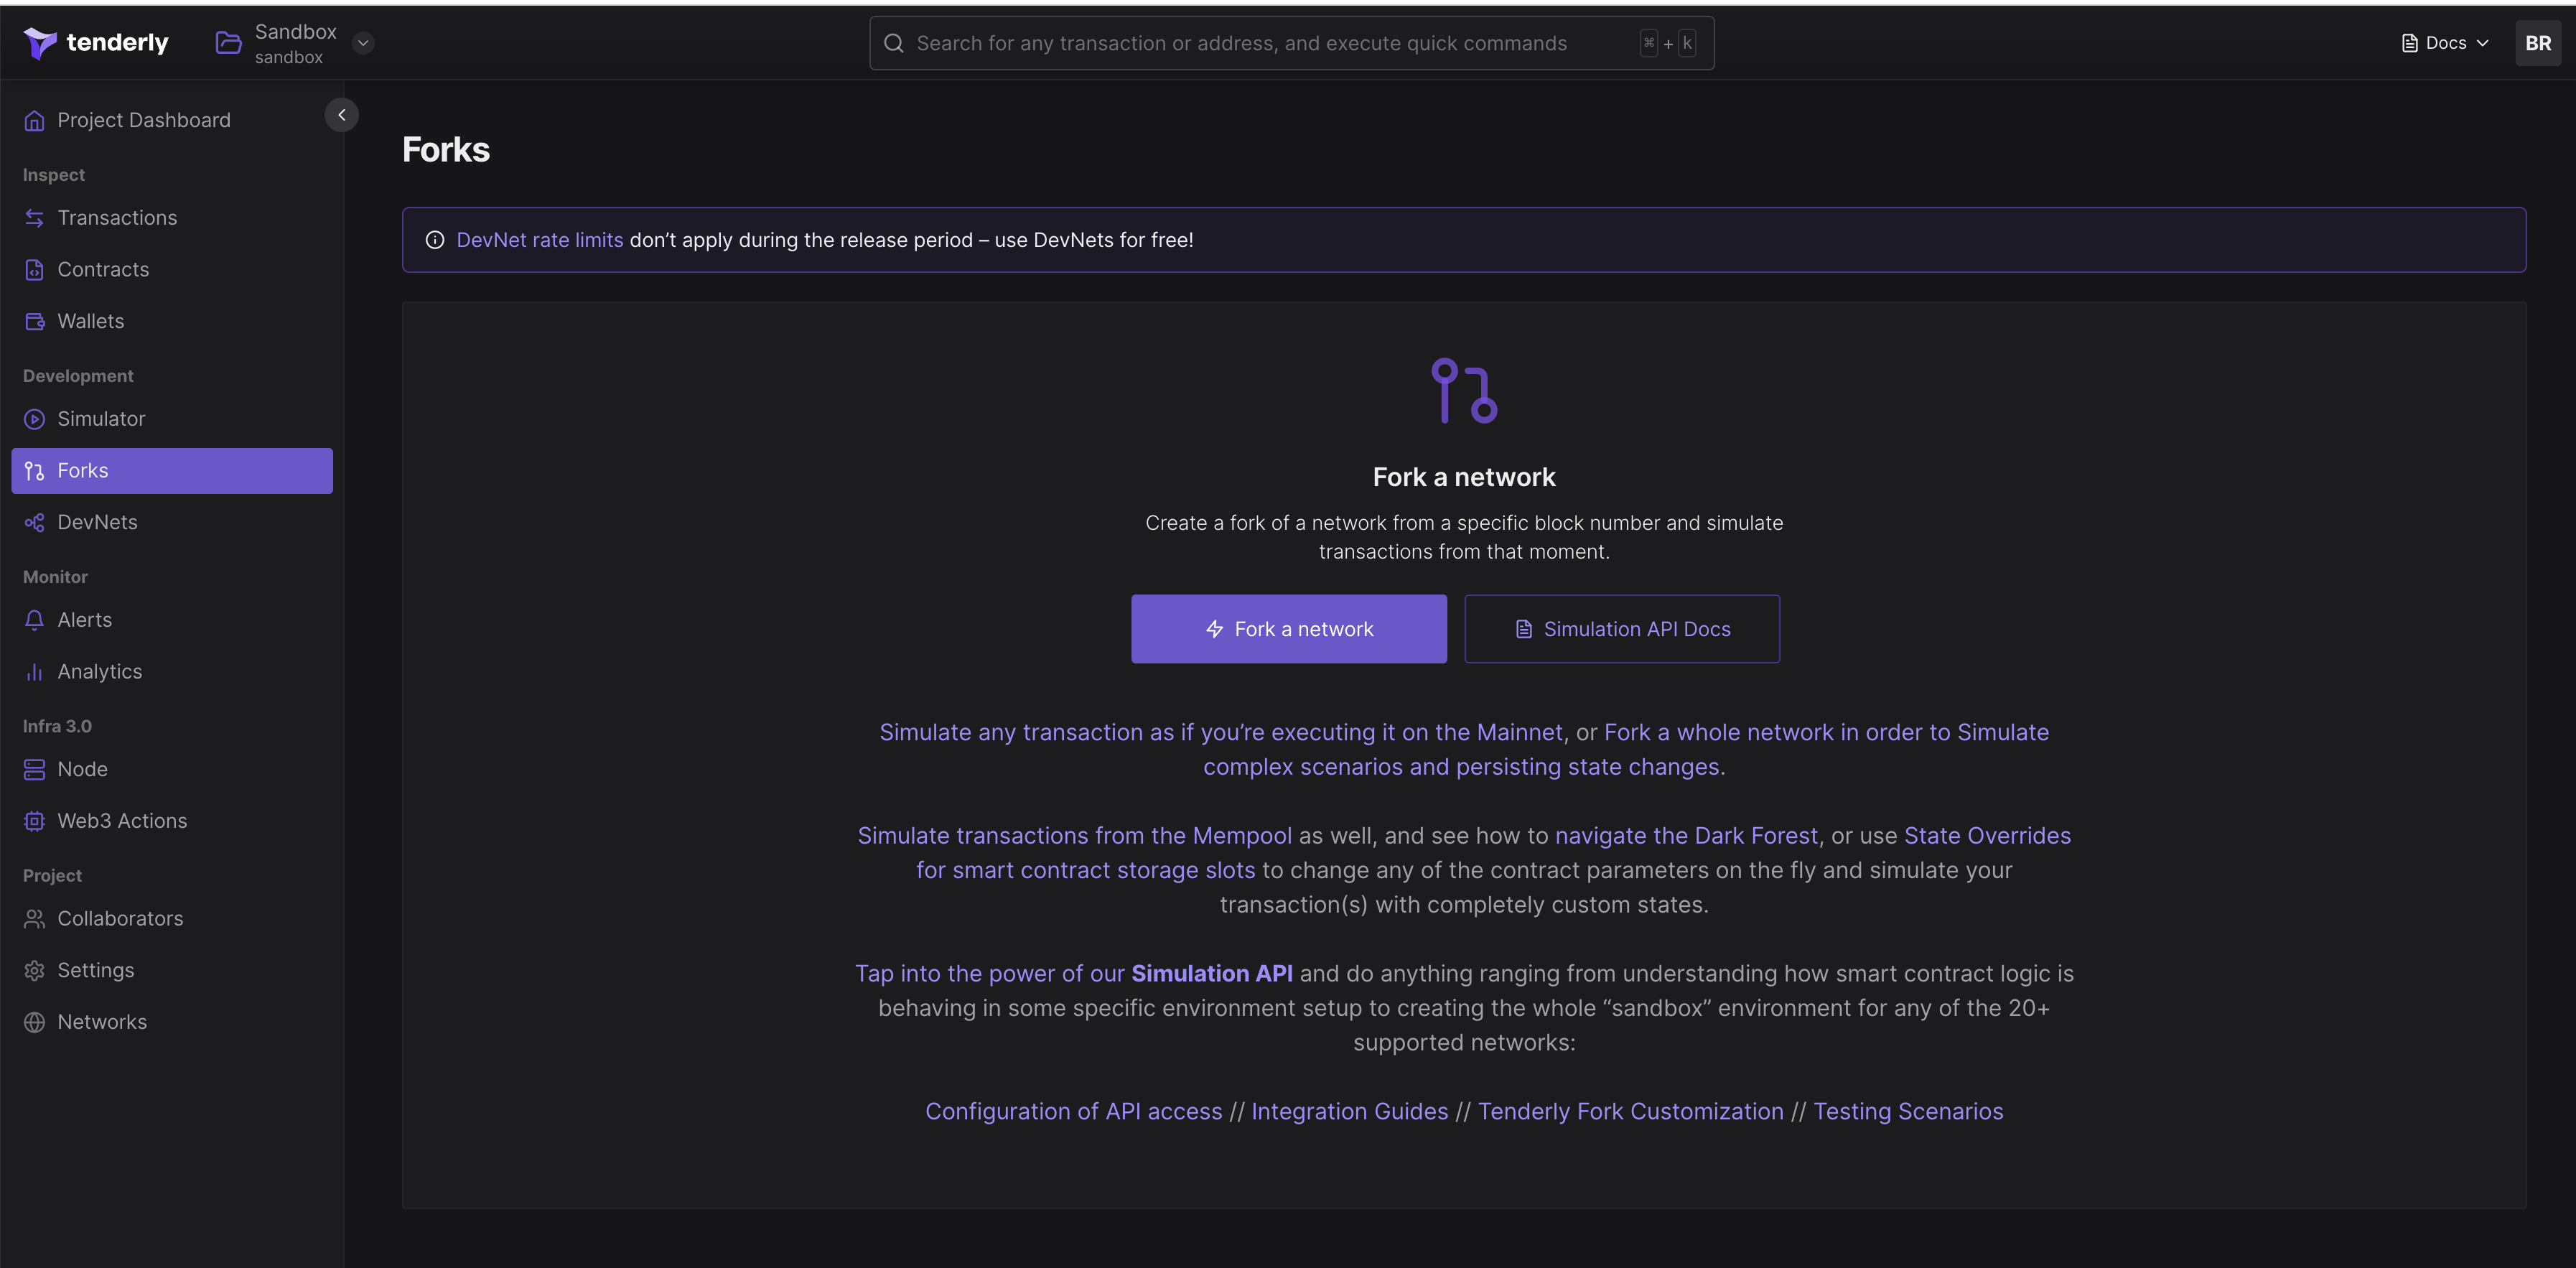 tenderly
Sandbox
sandbox
Search for any transaction or address, and execute quick commands
⌘ + k
Docs
BR
Project Dashboard
Inspect
Transactions
Contracts
Wallets
Development
Simulator
Forks
DevNets
Monitor
Alerts
Analytics
Infra 3.0
Node
Web3 Actions
Project
Collaborators
Settings
Networks
Forks
DevNet rate limits don’t apply during the release period – use DevNets for free!
Fork a network
Create a fork of a network from a specific block number and simulate
transactions from that moment.
Fork a network
Simulation API Docs
Simulate any transaction as if you’re executing it on the Mainnet, or Fork a whole network in order to Simulate
complex scenarios and persisting state changes.
Simulate transactions from the Mempool as well, and see how to navigate the Dark Forest, or use State Overrides
for smart contract storage slots to change any of the contract parameters on the fly and simulate your
transaction(s) with completely custom states.
Tap into the power of our Simulation API and do anything ranging from understanding how smart contract logic is
behaving in some specific environment setup to creating the whole “sandbox” environment for any of the 20+
supported networks:
Configuration of API access // Integration Guides // Tenderly Fork Customization // Testing Scenarios